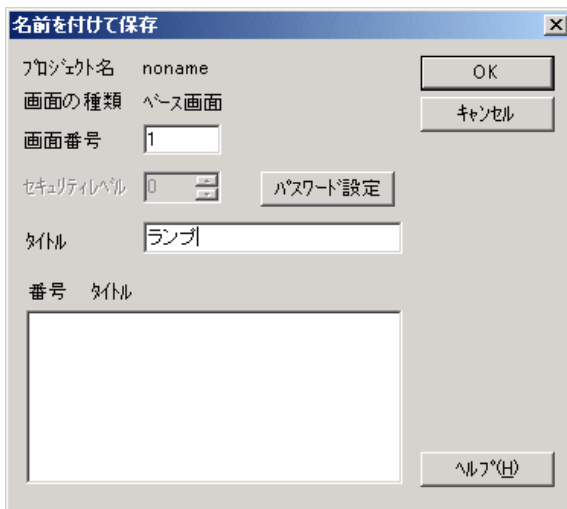 名前を付けて保存
ﾌﾟﾛｼﾞｪｸﾄ名 noname
OK
画面の種類 ﾍﾞｰｽ画面
ｷｬﾝｾﾙ
画面番号 1
ｾｷｭﾘﾃｨﾚﾍﾞﾙ 0 ﾊﾟｽﾜｰﾄﾞ設定
ﾀｲﾄﾙ ランプ
番号 ﾀｲﾄﾙ
ﾍﾙﾌﾟ(H)